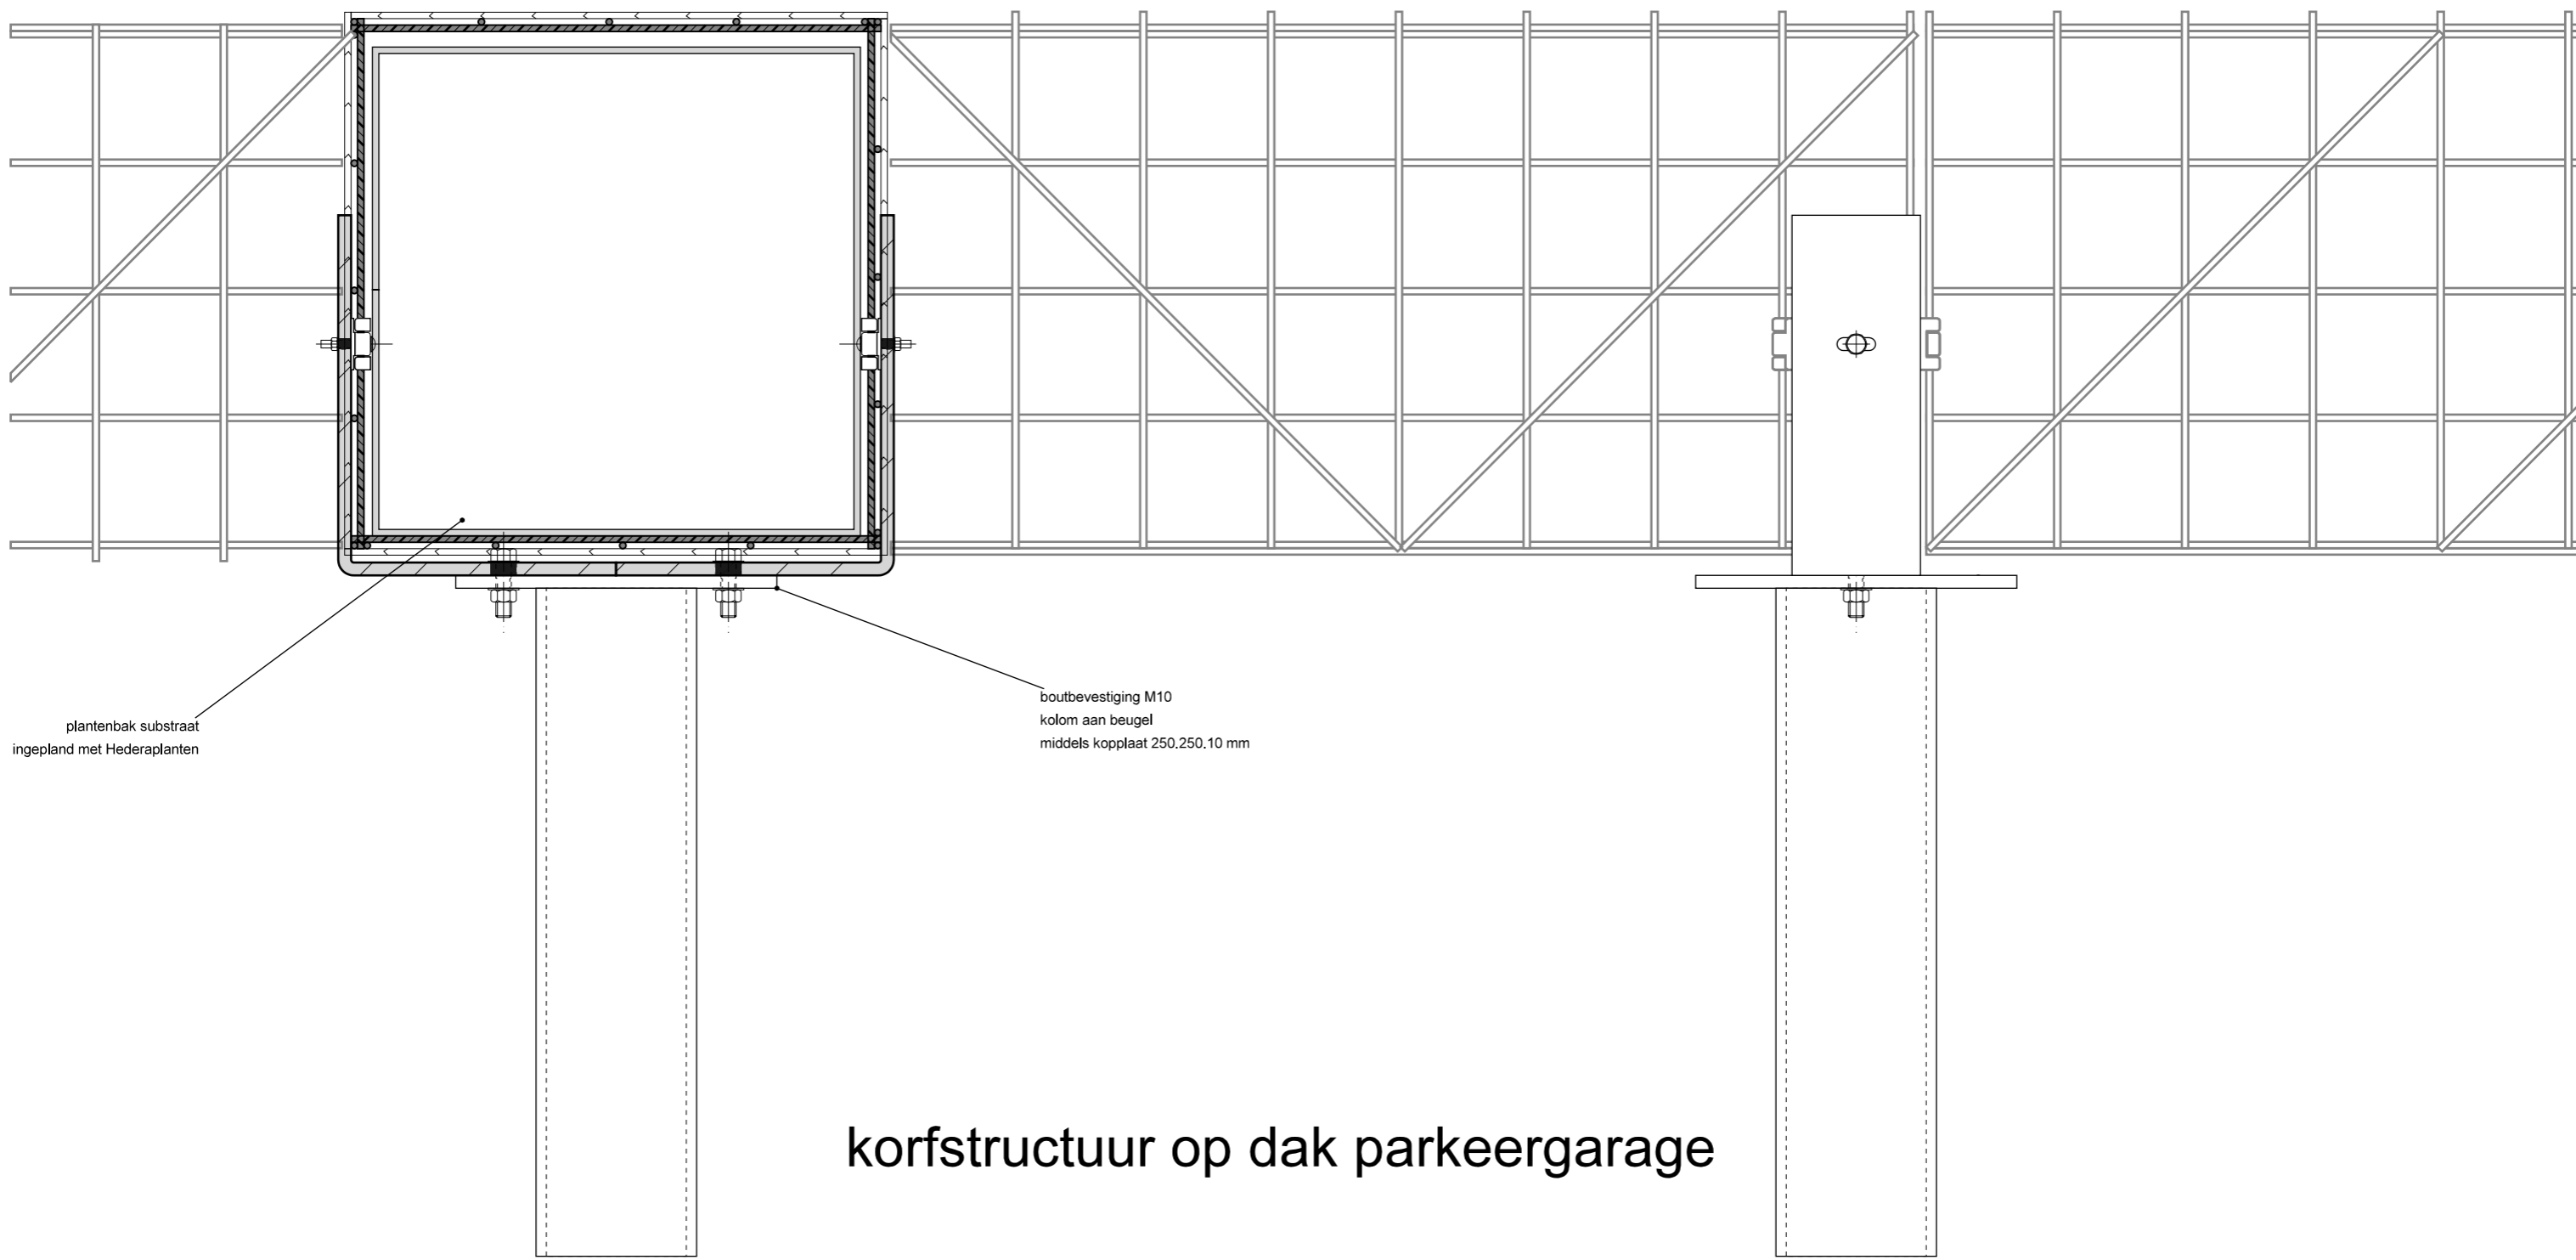 plantenbak substraat
ingepland met Hederaplanten
boutbevestiging M10
kolom aan beugel
middels kopplaat 250.250.10 mm
korfstructuur op dak parkeergarage